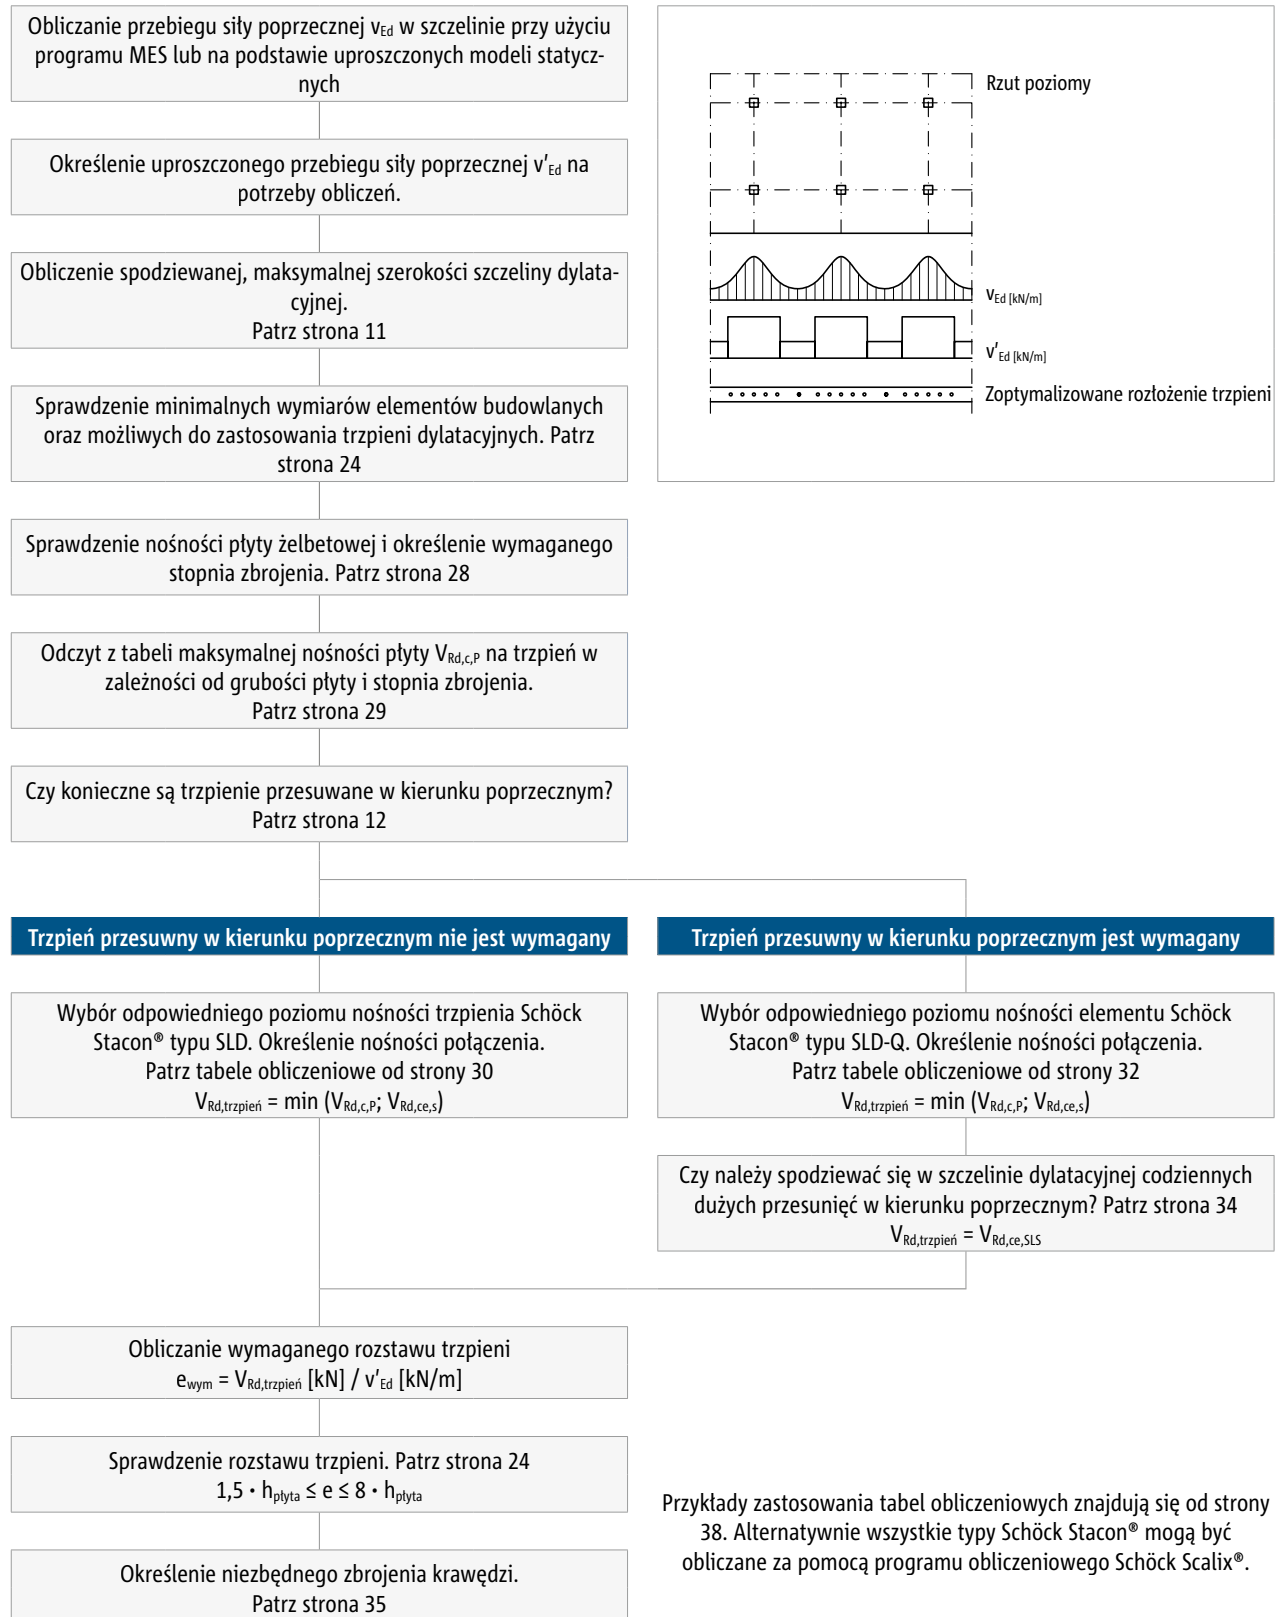 Obliczanie przebiegu siły poprzecznej vEd w szczelinie przy użyciu
programu MES lub na podstawie uproszczonych modeli statycz-
nych
Określenie uproszczonego przebiegu siły poprzecznej v'Ed na
potrzeby obliczeń.
Obliczenie spodziewanej, maksymalnej szerokości szczeliny dylata-
cyjnej.
Patrz strona 11
Sprawdzenie minimalnych wymiarów elementów budowlanych
oraz możliwych do zastosowania trzpieni dylatacyjnych. Patrz
strona 24
Sprawdzenie nośności płyty żelbetowej i określenie wymaganego
stopnia zbrojenia. Patrz strona 28
Odczyt z tabeli maksymalnej nośności płyty VRd,c,P na trzpień w
zależności od grubości płyty i stopnia zbrojenia.
Patrz strona 29
Czy konieczne są trzpienie przesuwane w kierunku poprzecznym?
Patrz strona 12
Rzut poziomy
vEd [kN/m]
v'Ed [kN/m]
Zoptymalizowane rozłożenie trzpieni
Trzpień przesuwny w kierunku poprzecznym nie jest wymagany
Wybór odpowiedniego poziomu nośności trzpienia Schöck
Stacon® typu SLD. Określenie nośności połączenia.
Patrz tabele obliczeniowe od strony 30
VRd,trzpień = min (VRd,c,P; VRd,ce,s)
Trzpień przesuwny w kierunku poprzecznym jest wymagany
Wybór odpowiedniego poziomu nośności elementu Schöck
Stacon® typu SLD-Q. Określenie nośności połączenia.
Patrz tabele obliczeniowe od strony 32
VRd,trzpień = min (VRd,c,P; VRd,ce,s)
Czy należy spodziewać się w szczelinie dylatacyjnej codziennych
dużych przesunięć w kierunku poprzecznym? Patrz strona 34
VRd,trzpień = VRd,ce,SLS
Obliczanie wymaganego rozstawu trzpieni
ewym = VRd,trzpień [kN] / v'Ed [kN/m]
Sprawdzenie rozstawu trzpieni. Patrz strona 24
1,5 • hpłyta ≤ e ≤ 8 • hpłyta
Określenie niezbędnego zbrojenia krawędzi.
Patrz strona 35
Przykłady zastosowania tabel obliczeniowych znajdują się od strony
38. Alternatywnie wszystkie typy Schöck Stacon® mogą być
obliczane za pomocą programu obliczeniowego Schöck Scalix®.